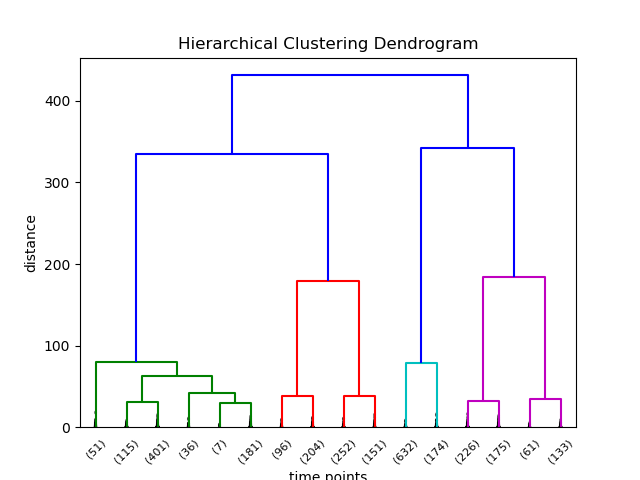 Hierarchical Clustering Dendrogram
400
300
200
100
0
distance
(51) (115) (401) (36) (7) (181) (96) (204) (252) (151) (632) (174) (226) (175) (61) (133)
time points